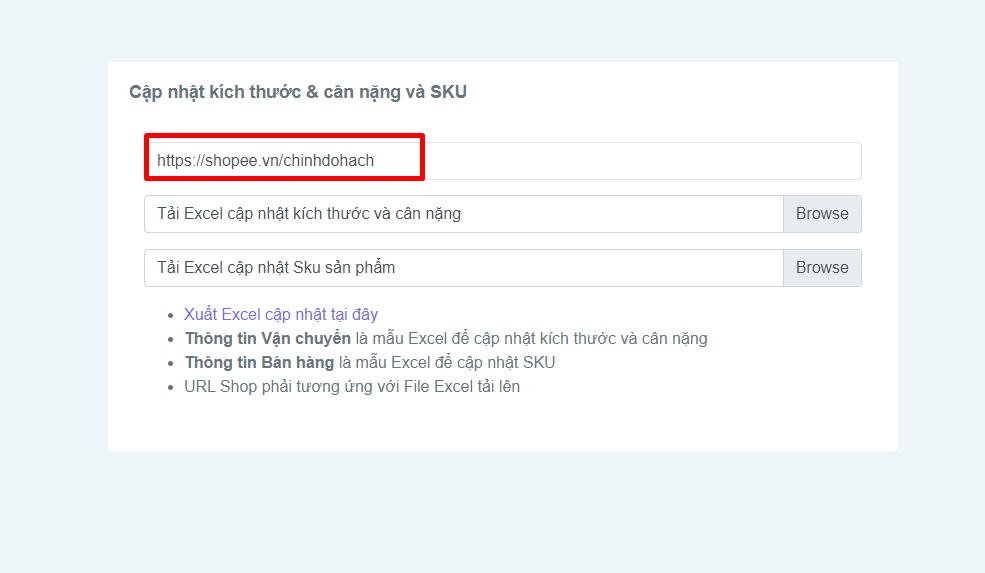 Cập nhật kích thước & cân nặng và SKU
https://shopee.vn/chinhdohach
Tải Excel cập nhật kích thước và cân nặng
Browse
Tải Excel cập nhật Sku sản phẩm
Browse
Xuất Excel cập nhật tại đây
Thông tin Vận chuyển là mẫu Excel để cập nhật kích thước và cân nặng
Thông tin Bán hàng là mẫu Excel để cập nhật SKU
URL Shop phải tương ứng với File Excel tải lên